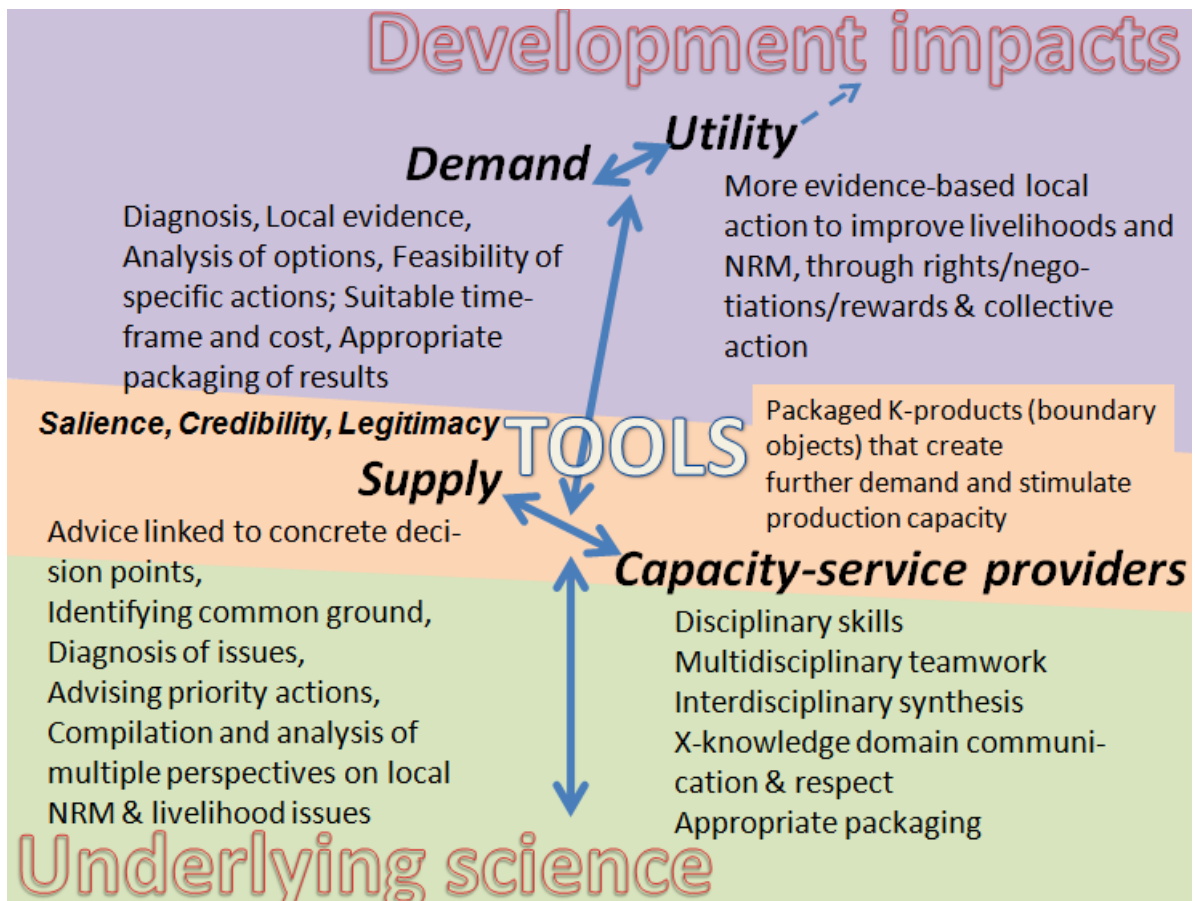 Development impacts
Utility
Demand
More evidence-based local
action to improve livelihoods and
NRM, through rights/nego-
tiations/rewards & collective
action
Diagnosis, Local evidence,
Analysis of options, Feasibility of
specific actions; Suitable time-
frame and cost, Appropriate
packaging of results
Salience, Credibility, Legitimacy
TOOLS
Packaged K-products (boundary
objects) that create
further demand and stimulate
production capacity
Supply
Advice linked to concrete deci-
sion points,
Identifying common ground,
Diagnosis of issues,
Advising priority actions,
Compilation and analysis of
multiple perspectives on local
NRM & livelihood issues
Capacity-service providers
Disciplinary skills
Multidisciplinary teamwork
Interdisciplinary synthesis
X-knowledge domain communi-
cation & respect
Appropriate packaging
Underlying science